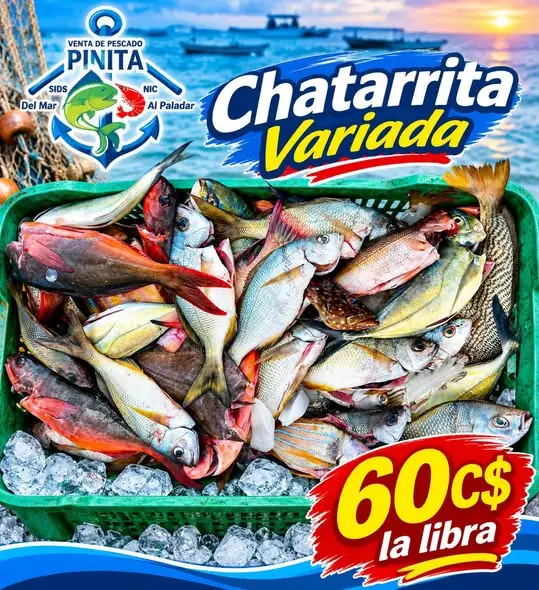 VENTA DE PESCADO
PINITA
SIDS NIC
Del Mar Al Paladar
Chatarrita
Variada
60C$
la libra